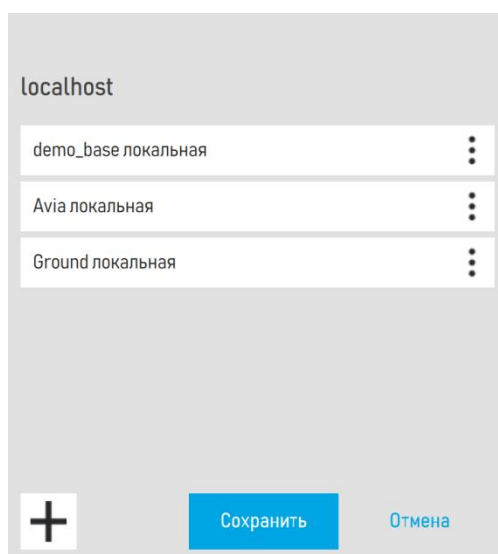 localhost
demo_base локальная
Avia локальная
Ground локальная
Сохранить Отмена